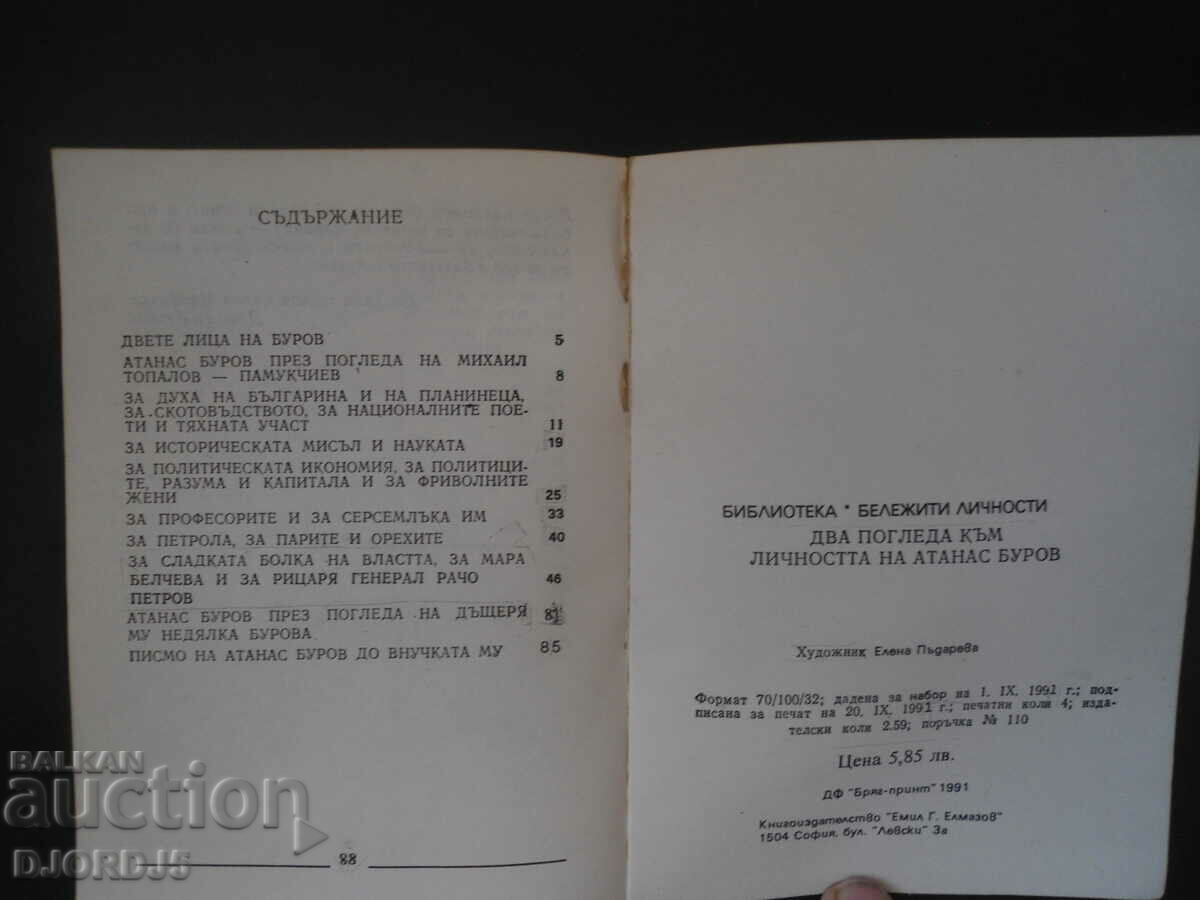 СЪДЪРЖАНИЕ
ДВЕТЕ ЛИЦА НА БУРОВ 5
АТАНАС БУРОВ ПРЕЗ ПОГЛЕДА НА МИХАИЛ
ТОПАЛОВ — ПАМУКЧИЕВ 8
ЗА ДУХА НА БЪЛГАРИНА И НА ПЛАНИНЕЦА,
ЗА СКОТОВЪДСТВОТО, ЗА НАЦИОНАЛНИТЕ ПОЕ-
ТИ И ТЯХНАТА УЧАСТ 11
ЗА ИСТОРИЧЕСКАТА МИСЪЛ И НАУКАТА 19
ЗА ПОЛИТИЧЕСКАТА ИКОНОМИЯ, ЗА ПОЛИТИЦИ-
ТЕ, РАЗУМА И КАПИТАЛА И ЗА ФРИВОЛНИТЕ
ЖЕНИ 25
ЗА ПРОФЕСОРИТЕ И ЗА СЕРСЕМЛЪКА ИМ 33
ЗА ПЕТРОЛА, ЗА ПАРИТЕ И ОРЕХИТЕ 40
ЗА СЛАДКАТА БОЛКА НА ВЛАСТТА, ЗА МАРА
БЕЛЧЕВА И ЗА РИЦАРЯ ГЕНЕРАЛ РАЧО 46
ПЕТРОВ
АТАНАС БУРОВ ПРЕЗ ПОГЛЕДА НА ДЪЩЕРЯ 81
МУ НЕДЯЛКА БУРОВА
ПИСМО НА АТАНАС БУРОВ ДО ВНУЧКАТА МУ 85
88
БИБЛИОТЕКА * БЕЛЕЖИТИ ЛИЧНОСТИ
ДВА ПОГЛЕДА КЪМ
ЛИЧНОСТТА НА АТАНАС БУРОВ
Художник Елена Пъдарева
Формат 70/100/32; дадена за набор на 1. IX. 1991 г.; под-
писана за печат на 20. IX. 1991 г.; печатни коли 4; изда-
телски коли 2.59; поръчка № 110
Цена 5,85 лв.
ДФ "Бряг-принт" 1991
Книгоиздателство "Емил Г. Елмазов"
1504 София, бул. "Левски" 3а
BALKAN
auction
DJORDJ5